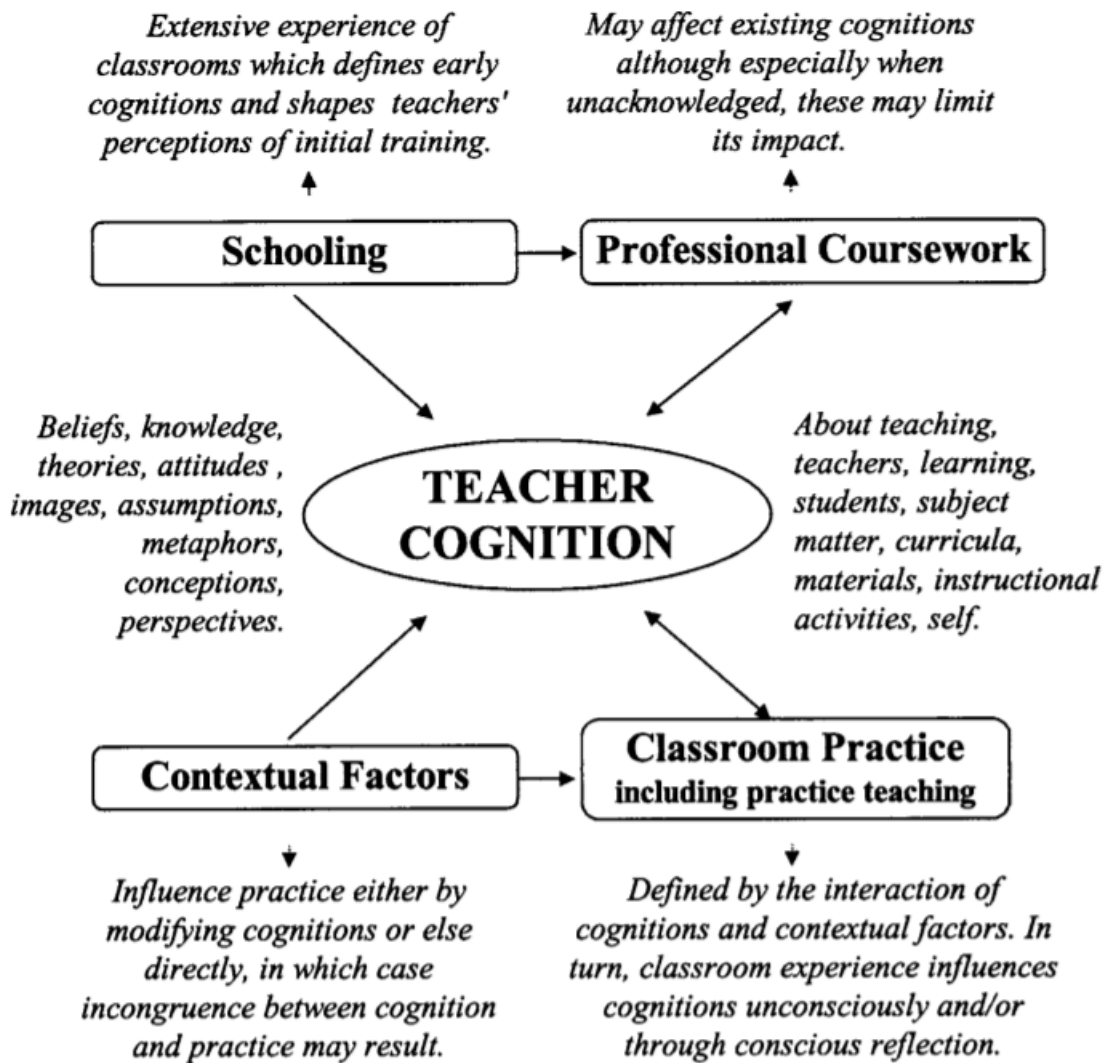 Extensive experience of
classrooms which defines early
cognitions and shapes teachers'
perceptions of initial training.
May affect existing cognitions
although especially when
unacknowledged, these may limit
its impact.
Schooling
Professional Coursework
Beliefs, knowledge,
theories, attitudes ,
images, assumptions,
metaphors,
conceptions,
perspectives.
TEACHER
COGNITION
About teaching,
teachers, learning,
students, subject
matter, curricula,
materials, instructional
activities, self.
Contextual Factors
Classroom Practice
including practice teaching
Influence practice either by
modifying cognitions or else
directly, in which case
incongruence between cognition
and practice may result.
Defined by the interaction of
cognitions and contextual factors. In
turn, classroom experience influences
cognitions unconsciously and/or
through conscious reflection.